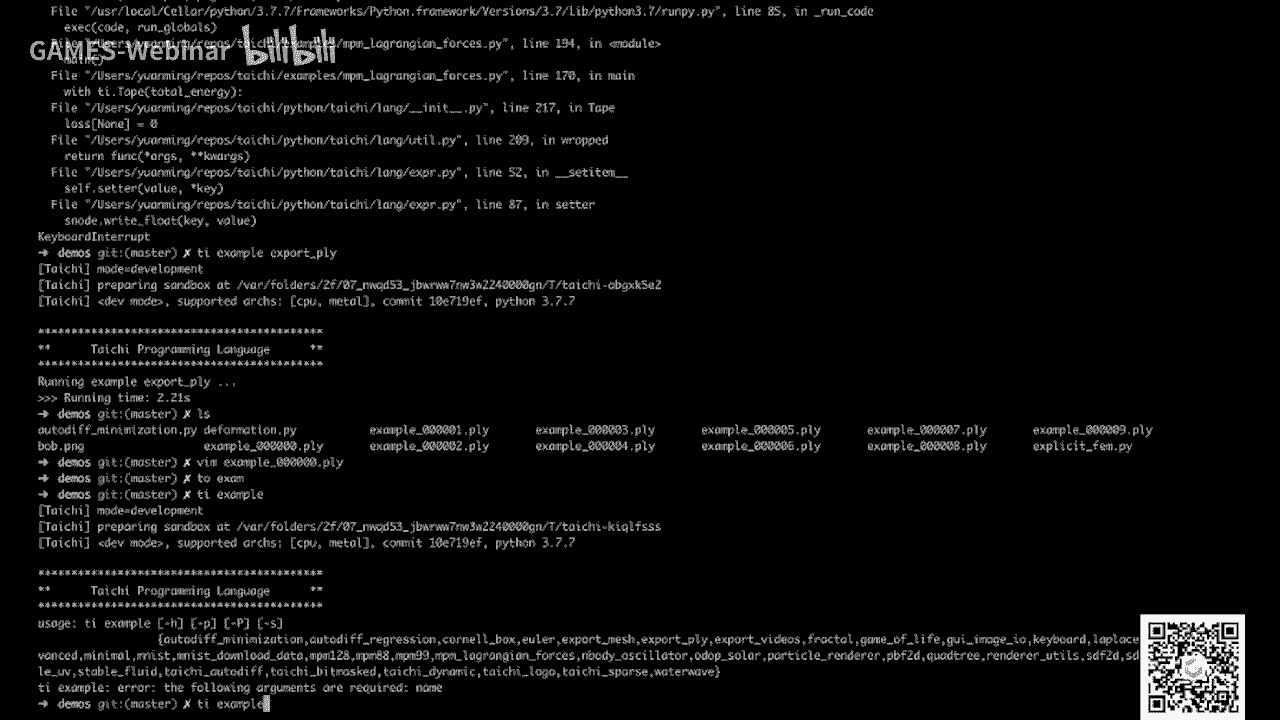 File "/usr/local/Cellar/python/3.7.7/Frameworks/Python.framework/Versions/3.7/lib/python3.7/runpy.py", line 85, in _run_code
exec(code, run_globals)
GAMES-Webinar bilibili
File "/Users/yuanming/repos/taichi/examples/mpm_lagrangian_forces.py", line 194, in <module>
main()
File "/Users/yuanming/repos/taichi/examples/mpm_lagrangian_forces.py", line 170, in main
with ti.Tape(total_energy):
File "/Users/yuanming/repos/taichi/python/taichi/lang/__init__.py", line 217, in Tape
loss[None] = 0
File "/Users/yuanming/repos/taichi/python/taichi/lang/util.py", line 209, in wrapped
return func(*args, **kwargs)
File "/Users/yuanming/repos/taichi/python/taichi/lang/expr.py", line 52, in __setitem__
self.setter(value, *key)
File "/Users/yuanming/repos/taichi/python/taichi/lang/expr.py", line 87, in setter
snode.write_float(key, value)
KeyboardInterrupt
→ demos git:(master) ✗ ti example export_ply
[Taichi] mode=development
[Taichi] preparing sandbox at /var/folders/2f/07_nwqd53_jbwrww7nw3w2240000gn/T/taichi-abgxk5e2
[Taichi] <dev mode>, supported archs: [cpu, metal], commit 10e719ef, python 3.7.7
******************************************
** Taichi Programming Language **
******************************************
Running example export_ply ...
>>> Running time: 2.21s
→ demos git:(master) ✗ ls
autodiff_minimization.py deformation.py example_000001.ply example_000003.ply example_000005.ply example_000007.ply example_000009.ply
bob.png example_000000.ply example_000002.ply example_000004.ply example_000006.ply example_000008.ply explicit_fem.py
→ demos git:(master) ✗ vim example_000000.ply
→ demos git:(master) ✗ to exam
→ demos git:(master) ✗ ti example
[Taichi] mode=development
[Taichi] preparing sandbox at /var/folders/2f/07_nwqd53_jbwrww7nw3w2240000gn/T/taichi-kiqlfsss
[Taichi] <dev mode>, supported archs: [cpu, metal], commit 10e719ef, python 3.7.7
******************************************
** Taichi Programming Language **
******************************************
usage: ti example [-h] [-p] [-P] [-s]
{autodiff_minimization,autodiff_regression,cornell_box,euler,export_mesh,export_ply,export_videos,fractal,game_of_life,gui_image_io,keyboard,laplace
vanced,minimal,mnist,mnist_download_data,mpm128,mpm88,mpm99,mpm_lagrangian_forces,nbody_oscillator,odop_solar,particle_renderer,pbf2d,quadtree,renderer_utils,sdf2d,sd
le_uv,stable_fluid,taichi_autodiff,taichi_bitmasked,taichi_dynamic,taichi_logo,taichi_sparse,waterwave}
ti example: error: the following arguments are required: name
→ demos git:(master) ✗ ti example